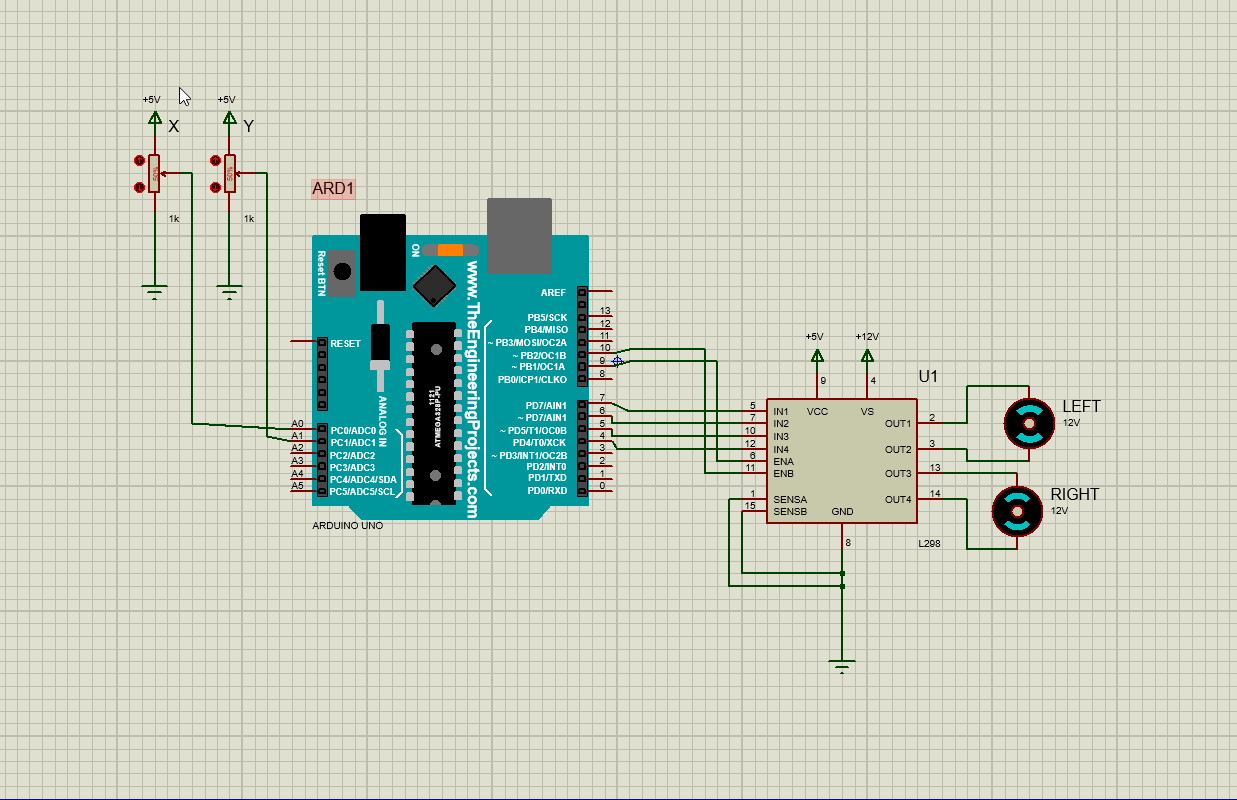 +5V
+5V
X
Y
50%
50%
1k
1k
ARD1
Reset BTN
ON
www.TheEngineeringProjects.com
RESET
ANALOG IN
ATMEGA328P-PU
1121
AREF
PB5/SCK 13
PB4/MISO 12
~ PB3/MOSI/OC2A 11
~ PB2/OC1B 10
~ PB1/OC1A 9
PB0/ICP1/CLKO 8
PD7/AIN1 7
~ PD7/AIN1 6
~ PD5/T1/OC0B 5
PD4/T0/XCK 4
~ PD3/INT1/OC2B 3
PD2/INT0 2
PD1/TXD 1
PD0/RXD 0
A0 PC0/ADC0
A1 PC1/ADC1
A2 PC2/ADC2
A3 PC3/ADC3
A4 PC4/ADC4/SDA
A5 PC5/ADC5/SCL
ARDUINO UNO
+5V
+12V
U1
9
4
VCC
VS
5 IN1
7 IN2
10 IN3
12 IN4
6 ENA
11 ENB
1 SENSA
15 SENSB
GND
8
OUT1 2
OUT2 3
OUT3 13
OUT4 14
L298
LEFT
12V
RIGHT
12V